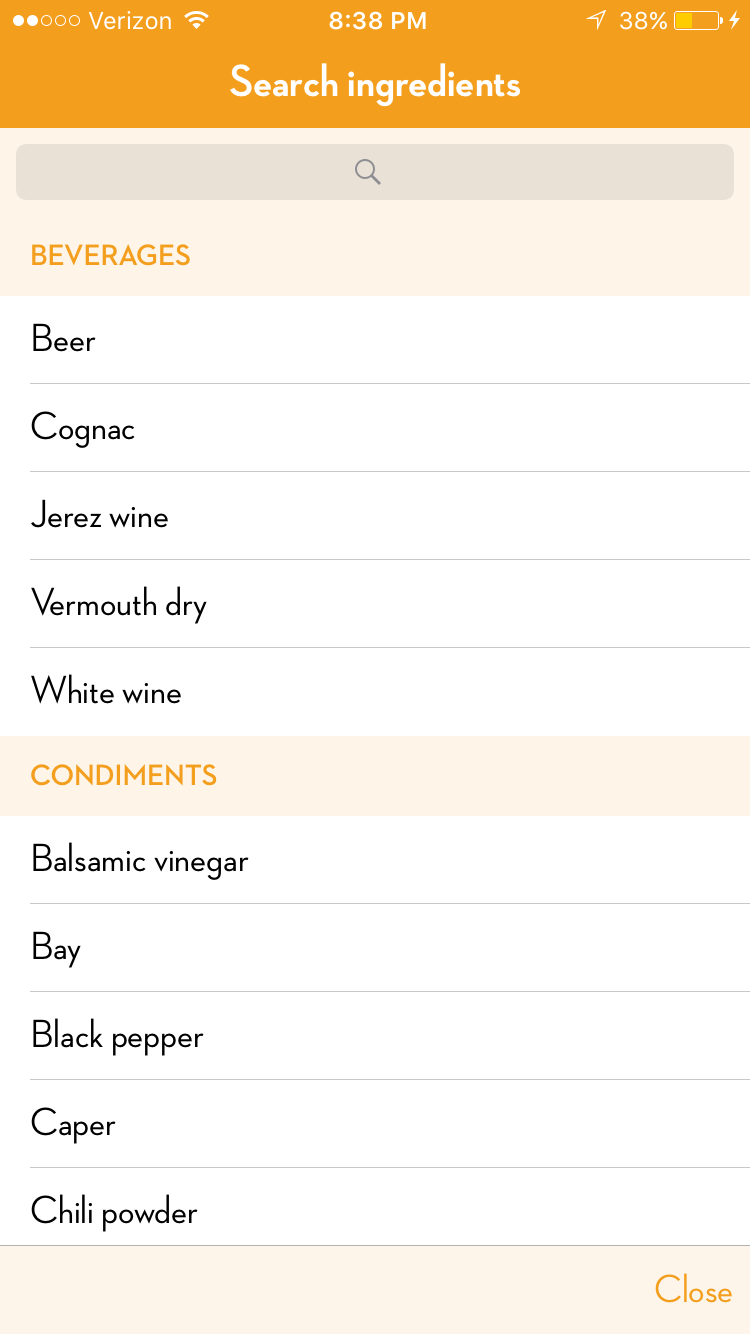 Verizon 8:38 PM 38%
Search ingredients
BEVERAGES
Beer
Cognac
Jerez wine
Vermouth dry
White wine
CONDIMENTS
Balsamic vinegar
Bay
Black pepper
Caper
Chili powder
Close